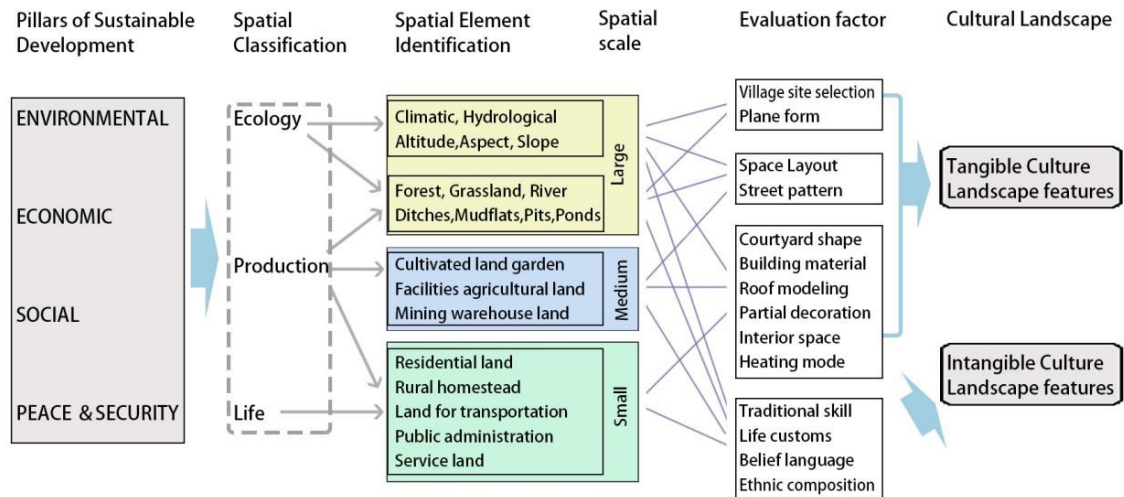 Pillars of Sustainable
Development
Spatial
Classification
Spatial Element
Identification
Spatial
scale
Evaluation factor
Cultural Landscape
ENVIRONMENTAL
ECONOMIC
SOCIAL
PEACE & SECURITY
Ecology
Production
Life
Climatic, Hydrological
Altitude,Aspect, Slope
Forest, Grassland, River
Ditches,Mudflats,Pits,Ponds
Large
Cultivated land garden
Facilities agricultural land
Mining warehouse land
Medium
Residential land
Rural homestead
Land for transportation
Public administration
Service land
Small
Village site selection
Plane form
Space Layout
Street pattern
Courtyard shape
Building material
Roof modeling
Partial decoration
Interior space
Heating mode
Traditional skill
Life customs
Belief language
Ethnic composition
Tangible Culture
Landscape features
Intangible Culture
Landscape features